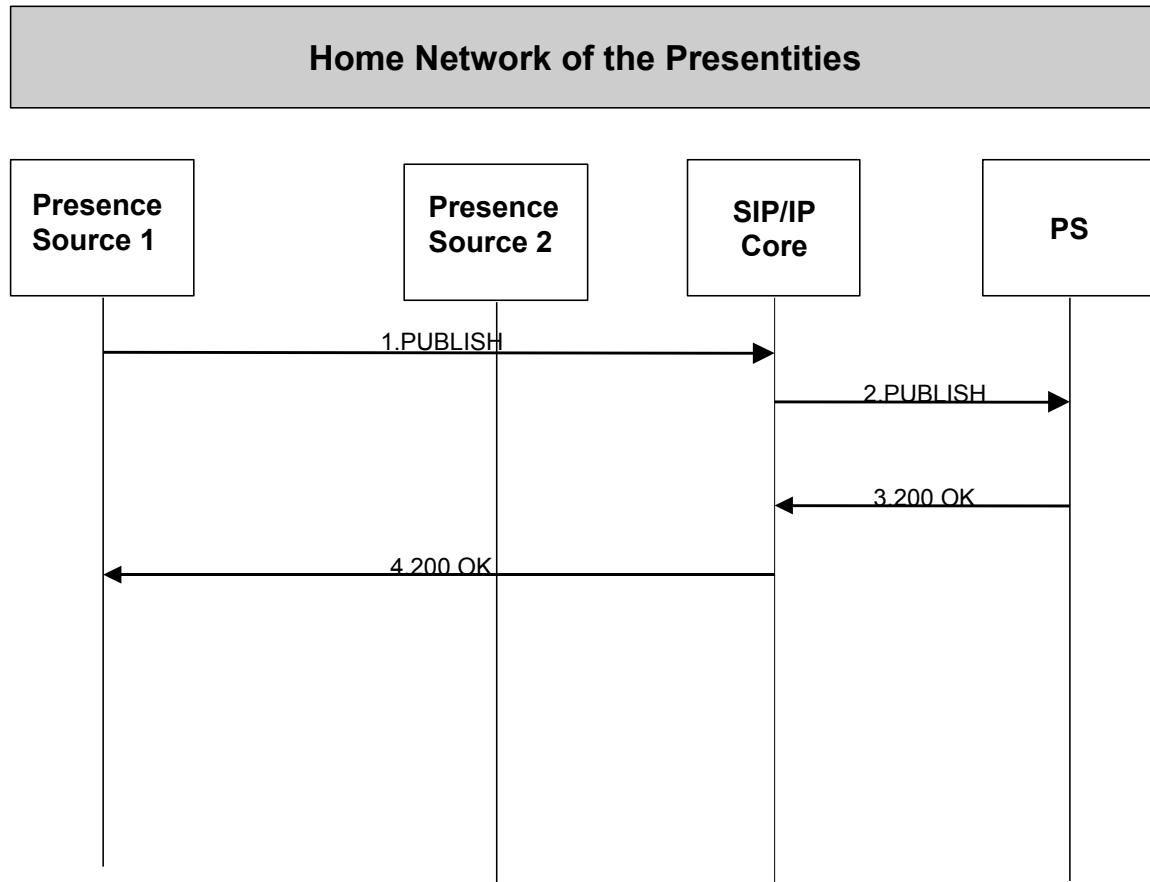 Home Network of the Presentities
Presence
Source 1
Presence
Source 2
SIP/IP
Core
PS
1.PUBLISH
2.PUBLISH
3.200 OK
4.200 OK